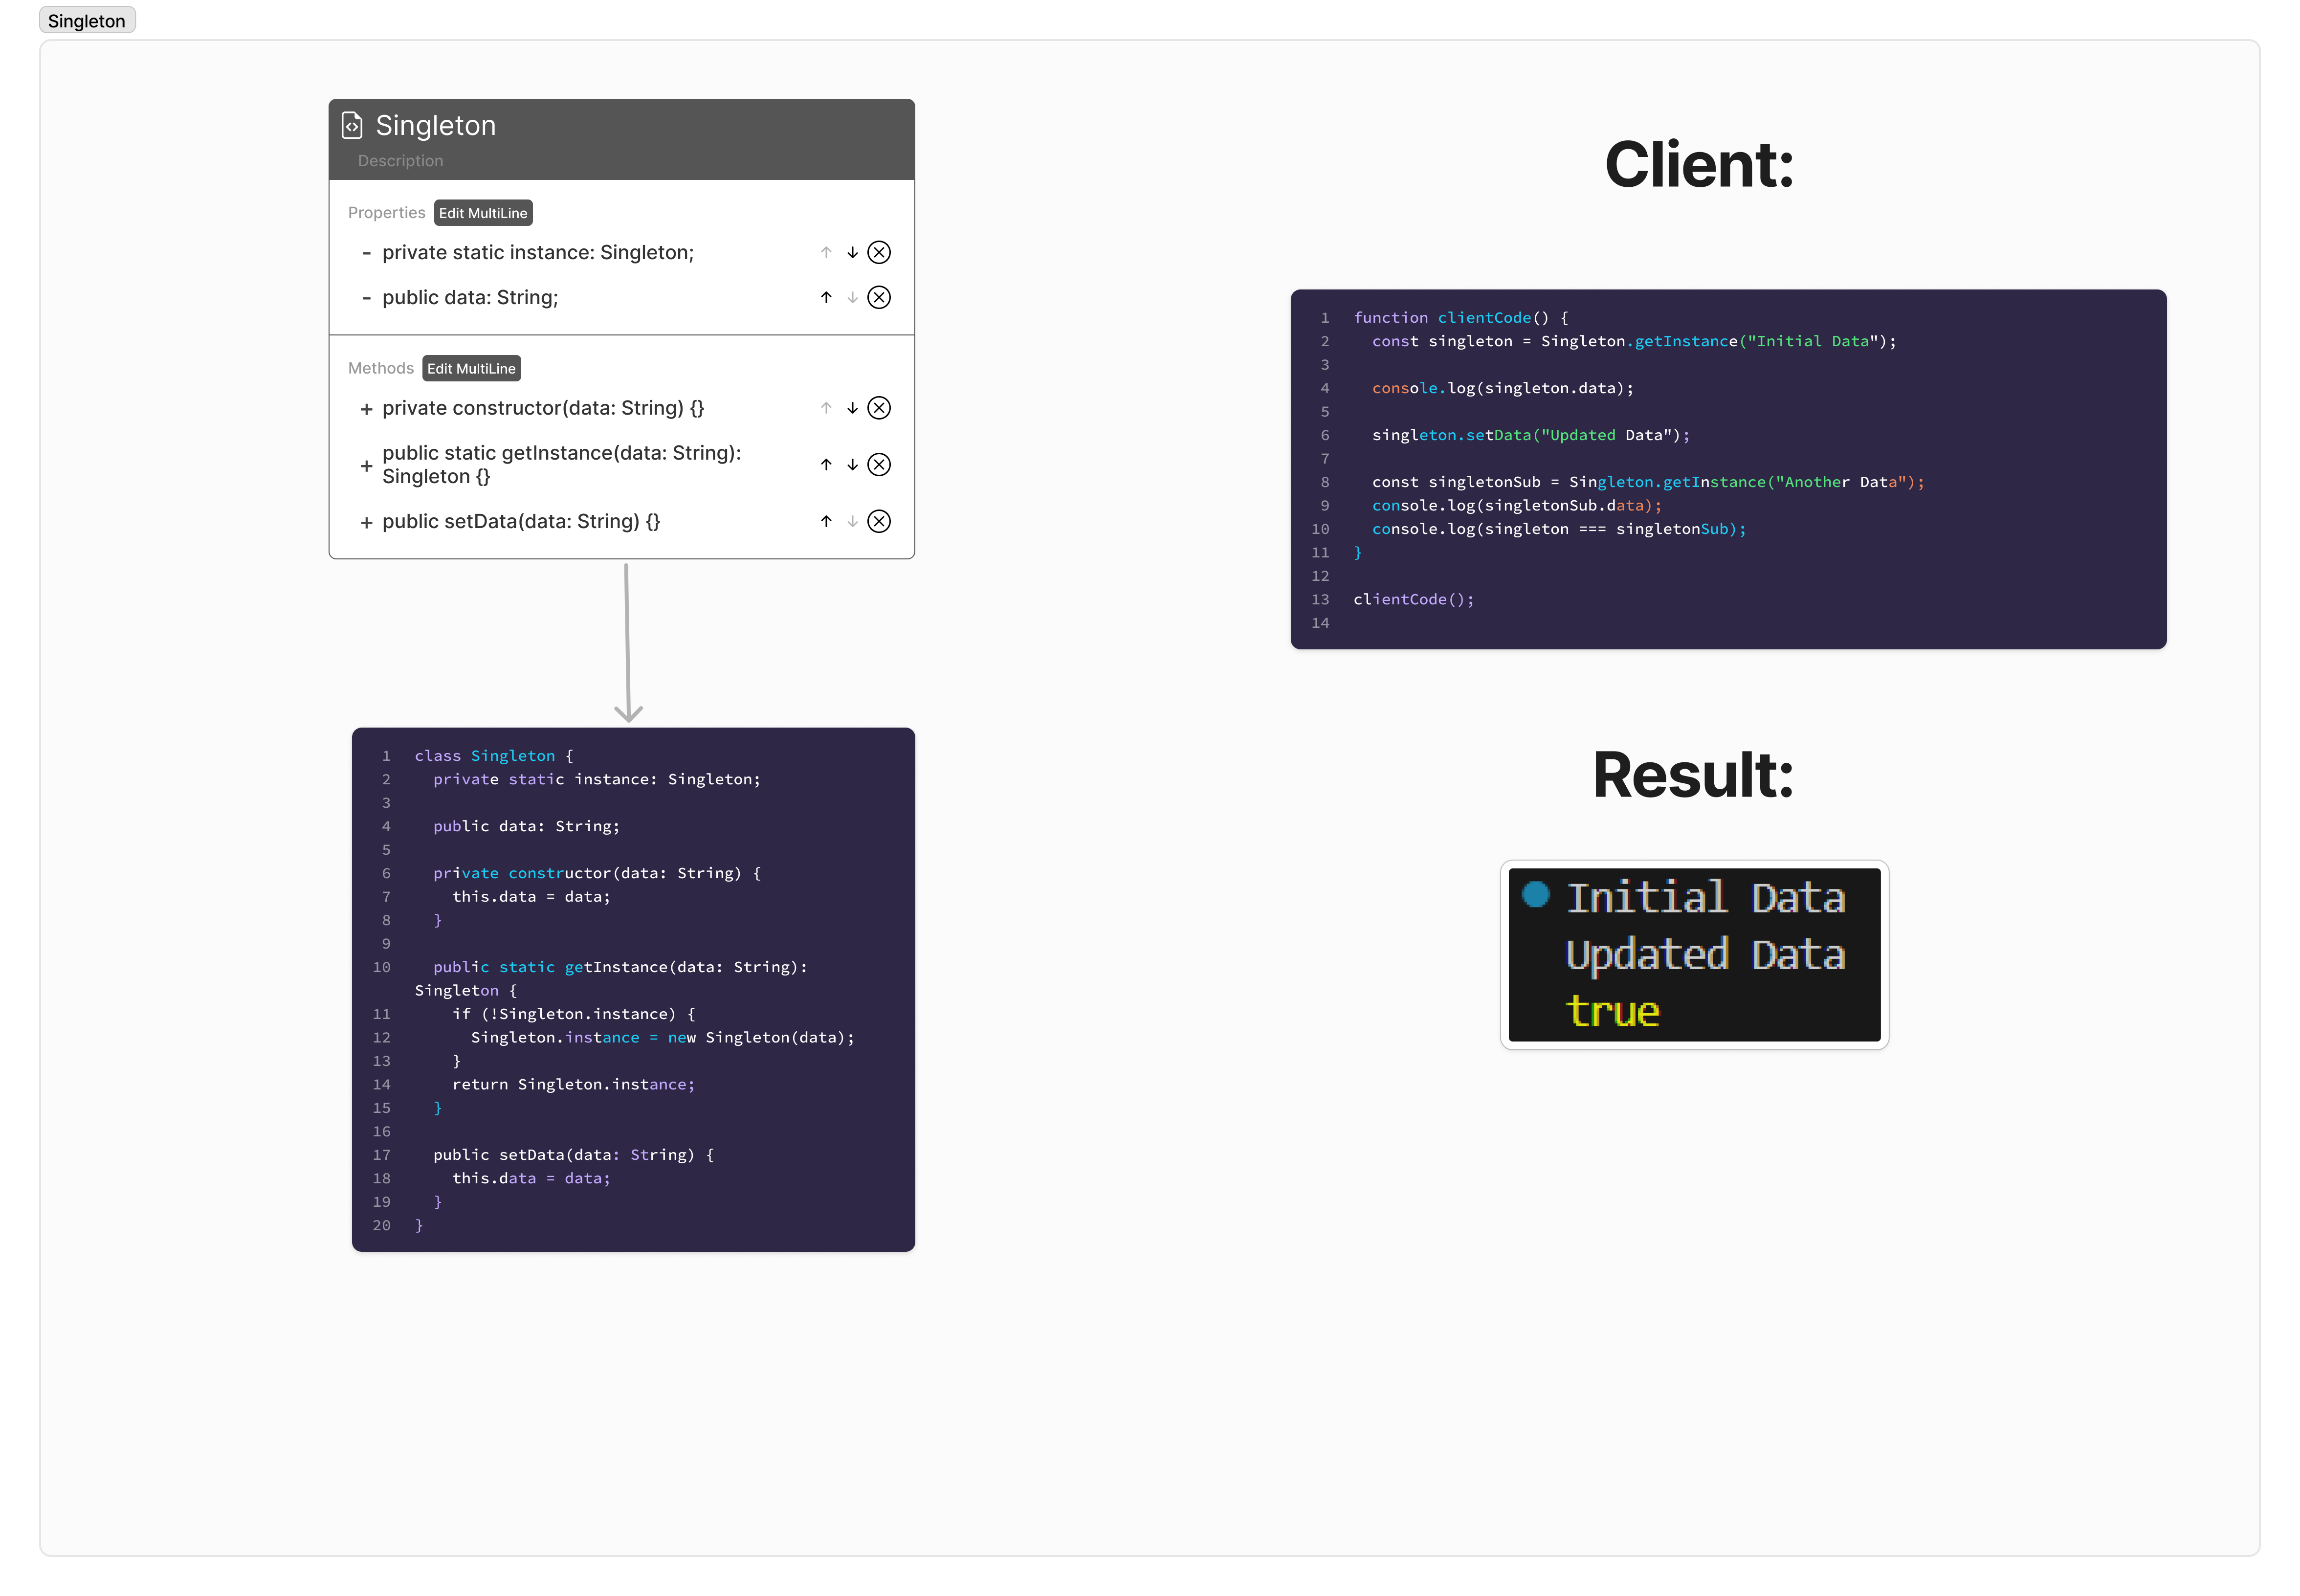 Singleton
Singleton
Description
Properties Edit MultiLine
- private static instance: Singleton;
- public data: String;
Methods Edit MultiLine
+ private constructor(data: String) {}
+ public static getInstance(data: String):
Singleton {}
+ public setData(data: String) {}
1 class Singleton {
2 private static instance: Singleton;
3
4 public data: String;
5
6 private constructor(data: String) {
7 this.data = data;
8 }
9
10 public static getInstance(data: String):
Singleton {
11 if (!Singleton.instance) {
12 Singleton.instance = new Singleton(data);
13 }
14 return Singleton.instance;
15 }
16
17 public setData(data: String) {
18 this.data = data;
19 }
20 }
Client:
1 function clientCode() {
2 const singleton = Singleton.getInstance("Initial Data");
3
4 console.log(singleton.data);
5
6 singleton.setData("Updated Data");
7
8 const singletonSub = Singleton.getInstance("Another Data");
9 console.log(singletonSub.data);
10 console.log(singleton === singletonSub);
11 }
12
13 clientCode();
14
Result:
Initial Data
Updated Data
true